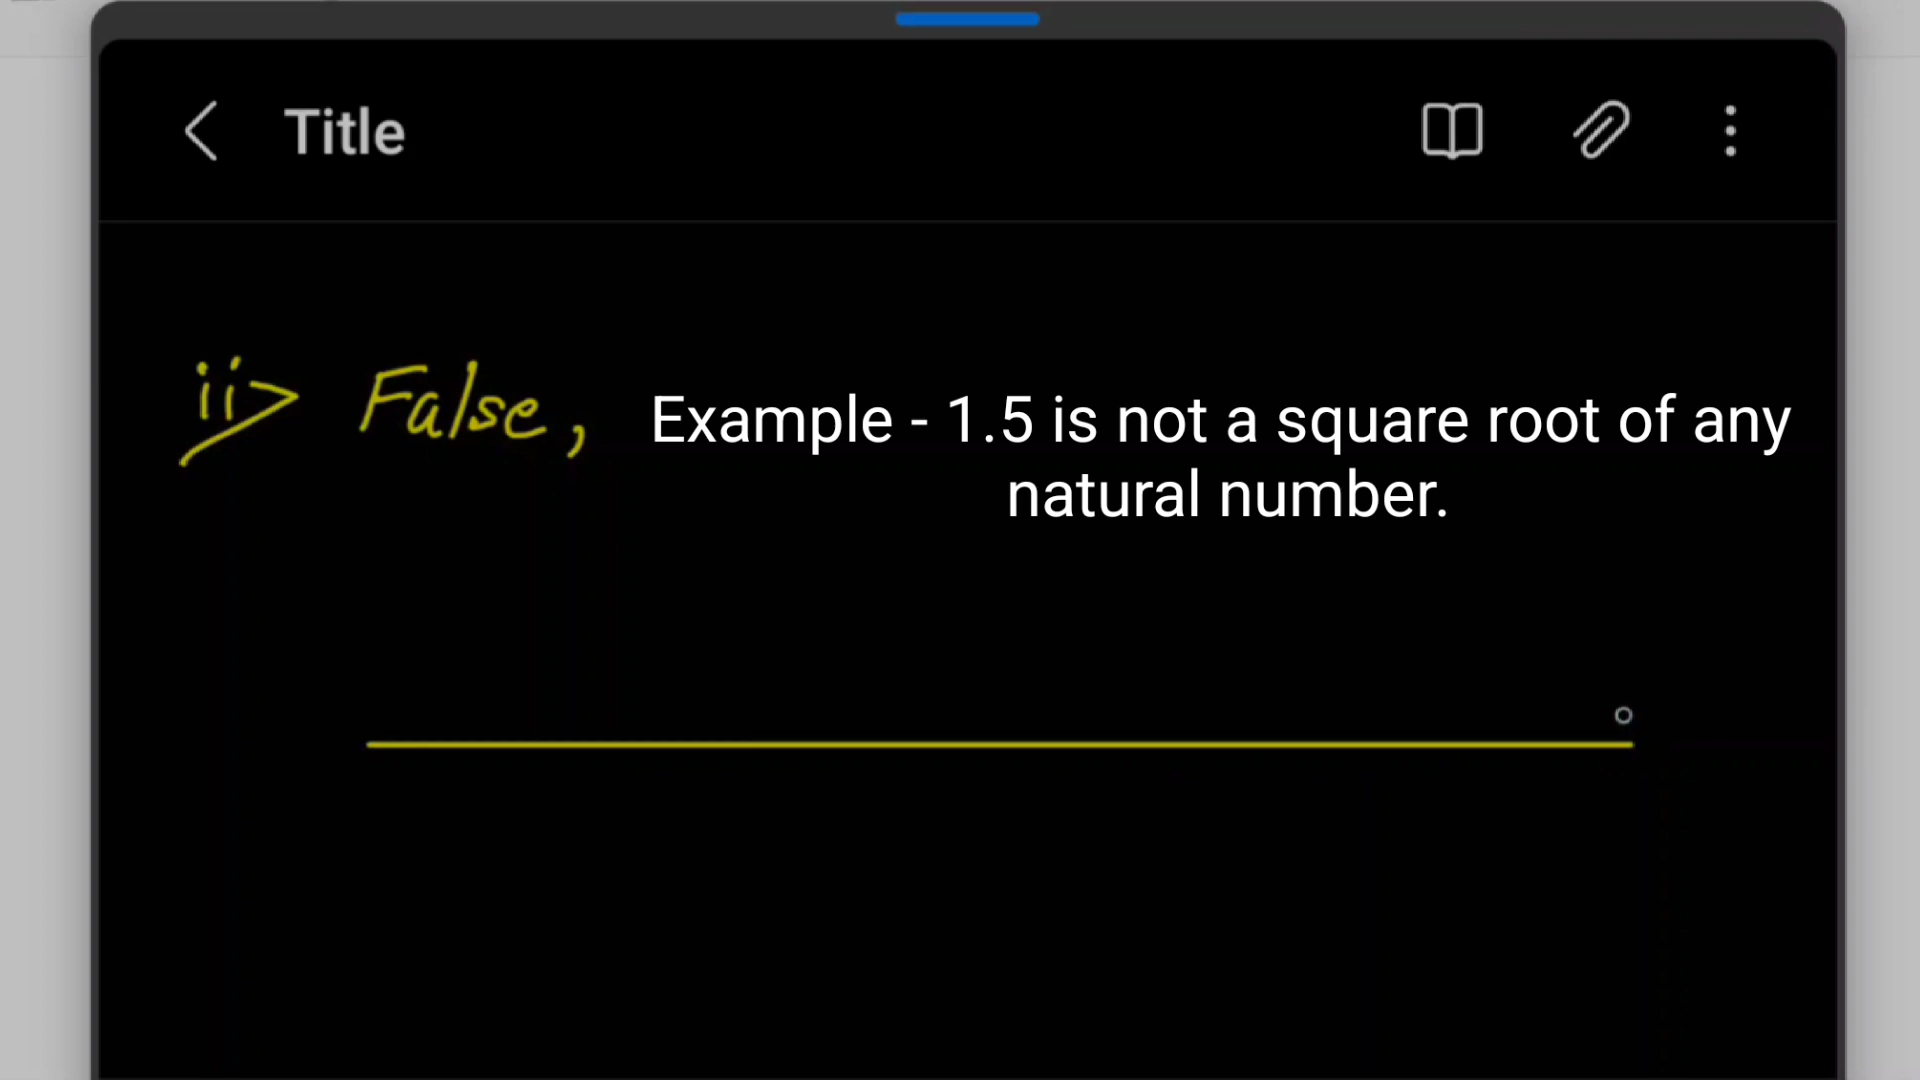 Title
ii> False, Example - 1.5 is not a square root of any
natural number.